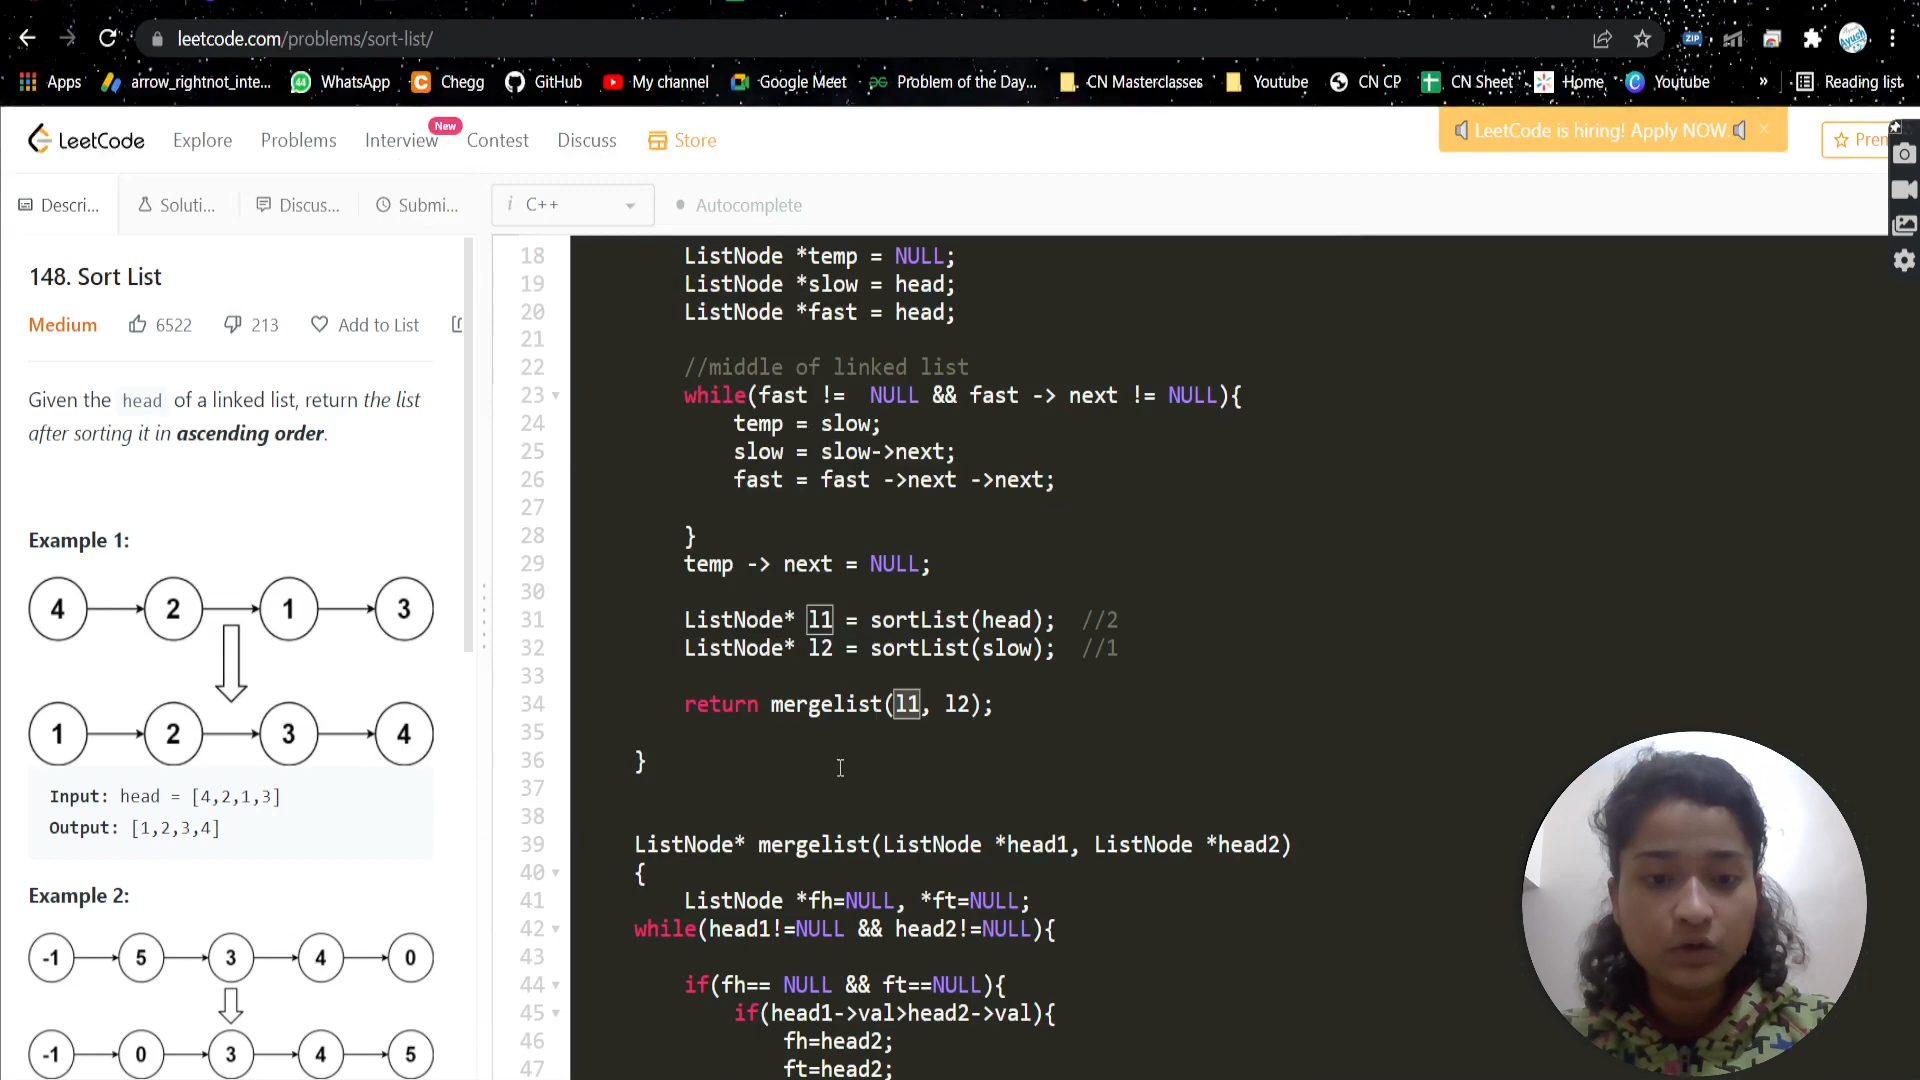 leetcode.com/problems/sort-list/
ZIP
Apps
arrow_rightnot_inte...
44
WhatsApp
Chegg
GitHub
My channel
Google Meet
Problem of the Day...
CN Masterclasses
Youtube
CN CP
CN Sheet
Home
Youtube
»
Reading list
LeetCode
Explore
Problems
Interview
New
Contest
Discuss
Store
LeetCode is hiring! Apply NOW.
Pren
Descri...
Soluti...
Discus...
Submi...
i C++
Autocomplete
148. Sort List
Medium
6522
213
Add to List
Given the head of a linked list, return the list
after sorting it in ascending order.
Example 1:
4 2 1 3
1 2 3 4
Input: head = [4,2,1,3]
Output: [1,2,3,4]
Example 2:
-1 5 3 4 0
-1 0 3 4 5
18 ListNode *temp = NULL;
19 ListNode *slow = head;
20 ListNode *fast = head;
21
22 //middle of linked list
23 while(fast !=  NULL && fast -> next != NULL){
24 temp = slow;
25 slow = slow->next;
26 fast = fast ->next ->next;
27
28 }
29 temp -> next = NULL;
30
31 ListNode* l1 = sortList(head);  //2
32 ListNode* l2 = sortList(slow);  //1
33
34 return mergelist(l1, l2);
35
36 }
37
38
39 ListNode* mergelist(ListNode *head1, ListNode *head2)
40 {
41 ListNode *fh=NULL, *ft=NULL;
42 while(head1!=NULL && head2!=NULL){
43
44 if(fh== NULL && ft==NULL){
45 if(head1->val>head2->val){
46 fh=head2;
47 ft=head2;